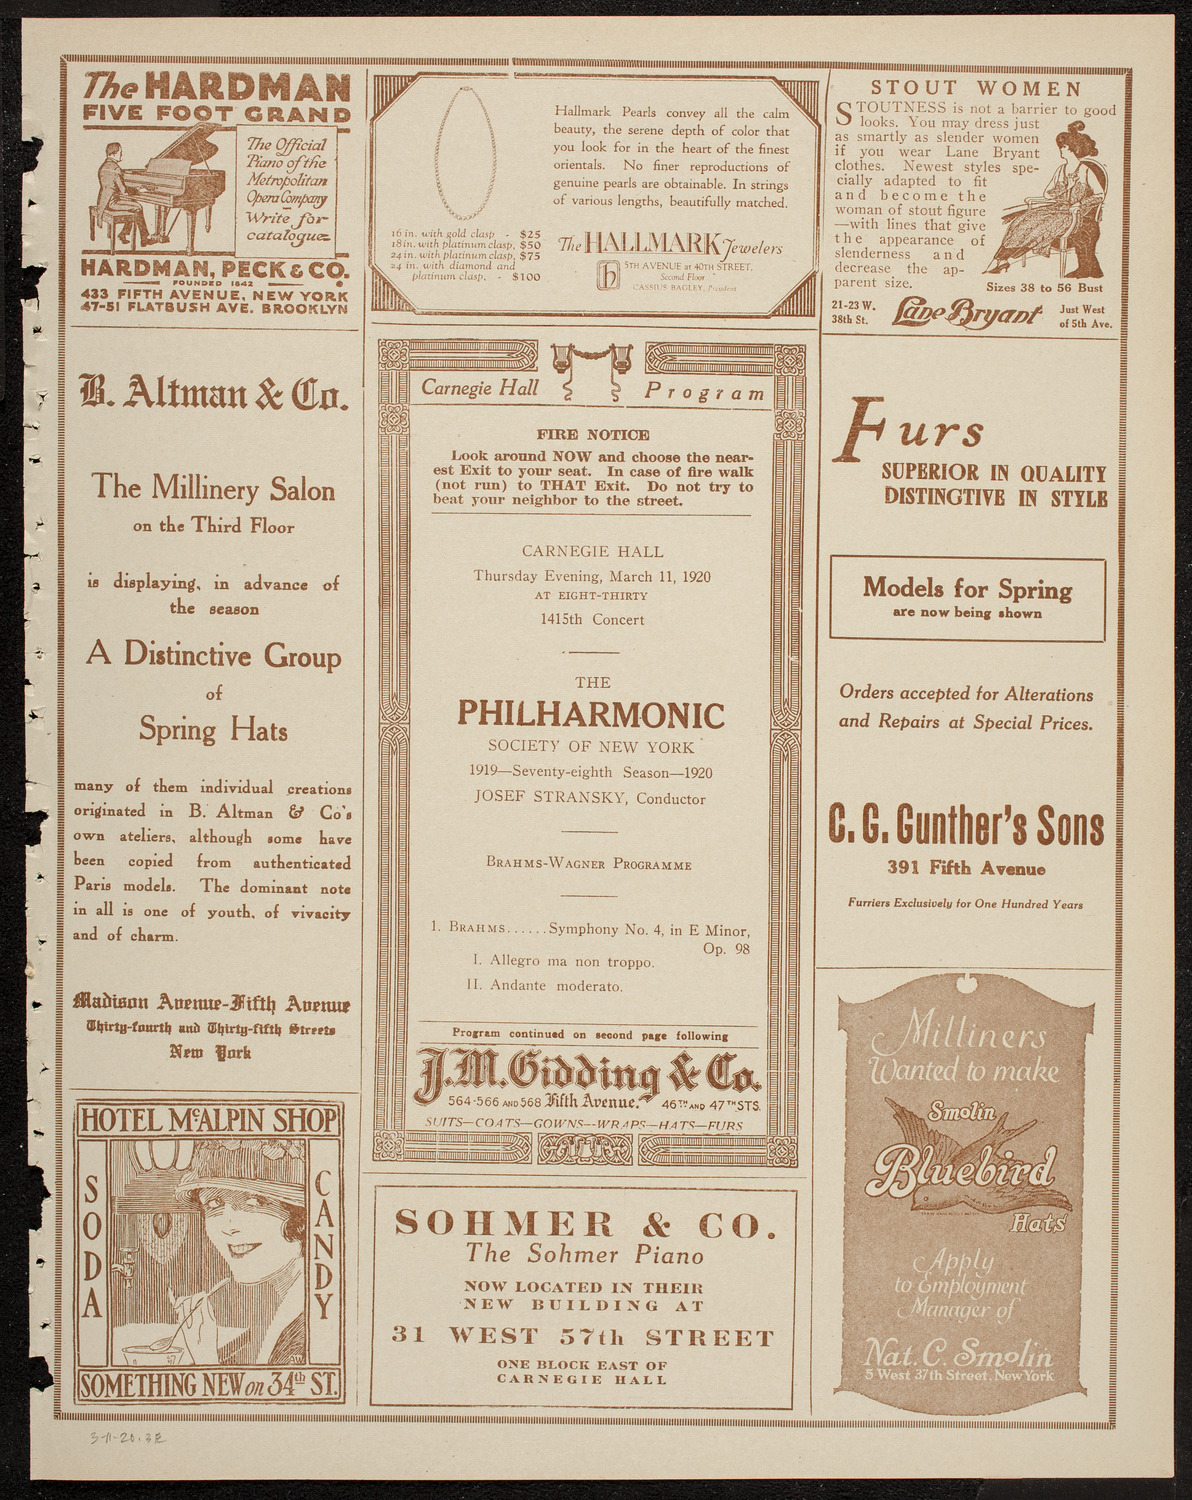 The HARDMAN
FIVE FOOT GRAND
The Official
Piano of the
Metropolitan
Opera Company
Write for
catalogue
HARDMAN, PECK & CO.
FOUNDED 1842
433 FIFTH AVENUE, NEW YORK
47-51 FLATBUSH AVE. BROOKLYN
Hallmark Pearls convey all the calm
beauty, the serene depth of color that
you look for in the heart of the finest
orientals. No finer reproductions of
genuine pearls are obtainable. In strings
of various lengths, beautifully matched.
16 in. with gold clasp - $25
18 in. with platinum clasp, $50
24 in. with platinum clasp, $75
24 in. with diamond and
platinum clasp. - $100
The HALLMARK Jewelers
5TH AVENUE at 40TH STREET.
Second Floor
CASSIUS BAGLEY, President
STOUT WOMEN
STOUTNESS is not a barrier to good
looks. You may dress just
as smartly as slender women
if you wear Lane Bryant
clothes. Newest styles spe-
cially adapted to fit
and become the
woman of stout figure
—with lines that give
the appearance of
slenderness and
decrease the ap-
parent size.
Sizes 38 to 56 Bust
21-23 W.
38th St.
Lane Bryant
Just West
of 5th Ave.
B. Altman & Co.
The Millinery Salon
on the Third Floor
is displaying, in advance of
the season
A Distinctive Group
of
Spring Hats
many of them individual creations
originated in B. Altman & Co's
own ateliers, although some have
been copied from authenticated
Paris models. The dominant note
in all is one of youth, of vivacity
and of charm.
Madison Avenue-Fifth Avenue
Thirty-fourth and Thirty-fifth Streets
New York
HOTEL McALPIN SHOP
SODA
CANDY
SOMETHING NEW on 34th ST.
Carnegie Hall Program
FIRE NOTICE
Look around NOW and choose the near-
est Exit to your seat. In case of fire walk
(not run) to THAT Exit. Do not try to
beat your neighbor to the street.
CARNEGIE HALL
Thursday Evening, March 11, 1920
AT EIGHT-THIRTY
1415th Concert
THE
PHILHARMONIC
SOCIETY OF NEW YORK
1919—Seventy-eighth Season—1920
JOSEF STRANSKY, Conductor
BRAHMS-WAGNER PROGRAMME
1. BRAHMS......Symphony No. 4, in E Minor,
Op. 98
I. Allegro ma non troppo.
II. Andante moderato.
Program continued on second page following
J.M. Gidding & Co.
564-566 AND 568 Fifth Avenue. 46TH AND 47TH STS.
SUITS—COATS—GOWNS—WRAPS—HATS—FURS
SOHMER & CO.
The Sohmer Piano
NOW LOCATED IN THEIR
NEW BUILDING AT
31 WEST 57th STREET
ONE BLOCK EAST OF
CARNEGIE HALL
Furs
SUPERIOR IN QUALITY
DISTINCTIVE IN STYLE
Models for Spring
are now being shown
Orders accepted for Alterations
and Repairs at Special Prices.
C. G. Gunther's Sons
391 Fifth Avenue
Furriers Exclusively for One Hundred Years
Milliners
Wanted to make
Smolin
Bluebird
Hats
Apply
to Employment
Manager of
Nat. C. Smolin
5 West 37th Street, New York
3-11-20.3E